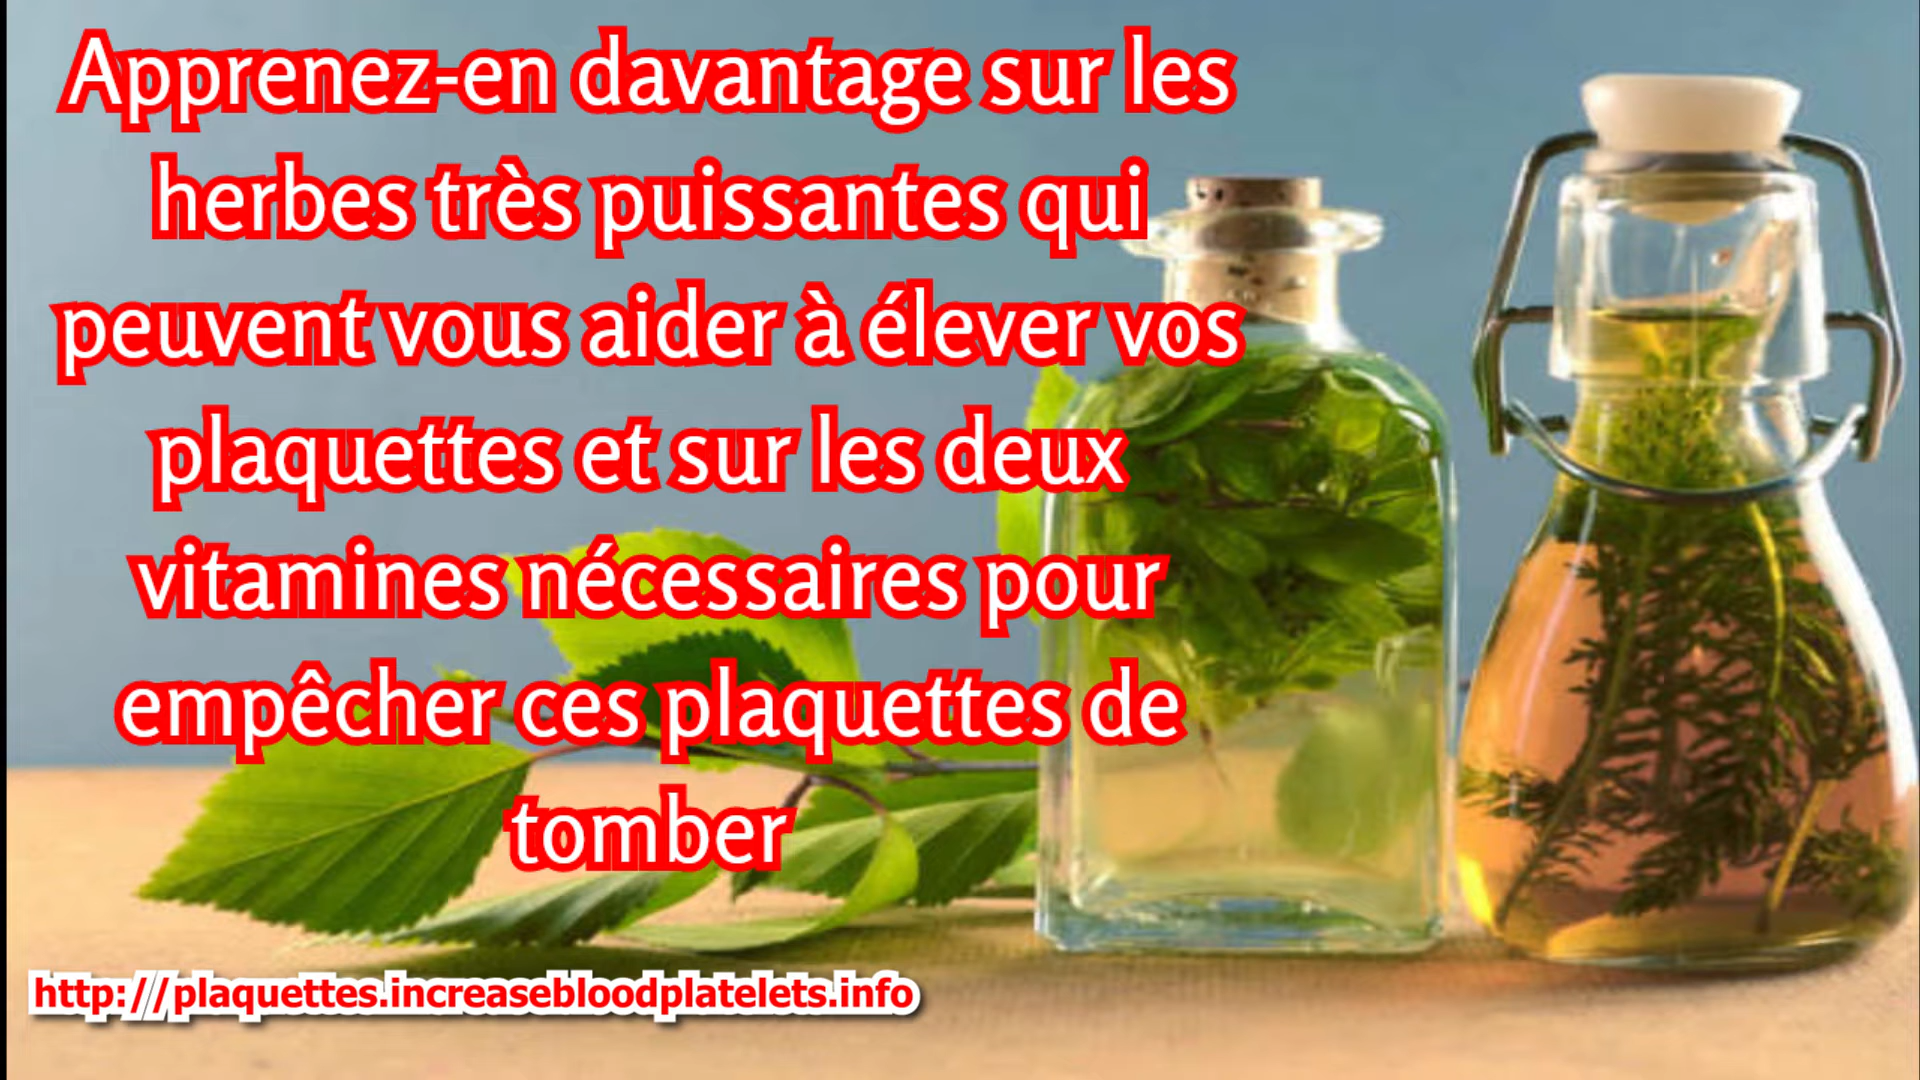 Apprenez-en davantage sur les
herbes très puissantes qui
peuvent vous aider à élever vos
plaquettes et sur les deux
vitamines nécessaires pour
empêcher ces plaquettes de
tomber
http://plaquettes.increasebloodplatelets.info